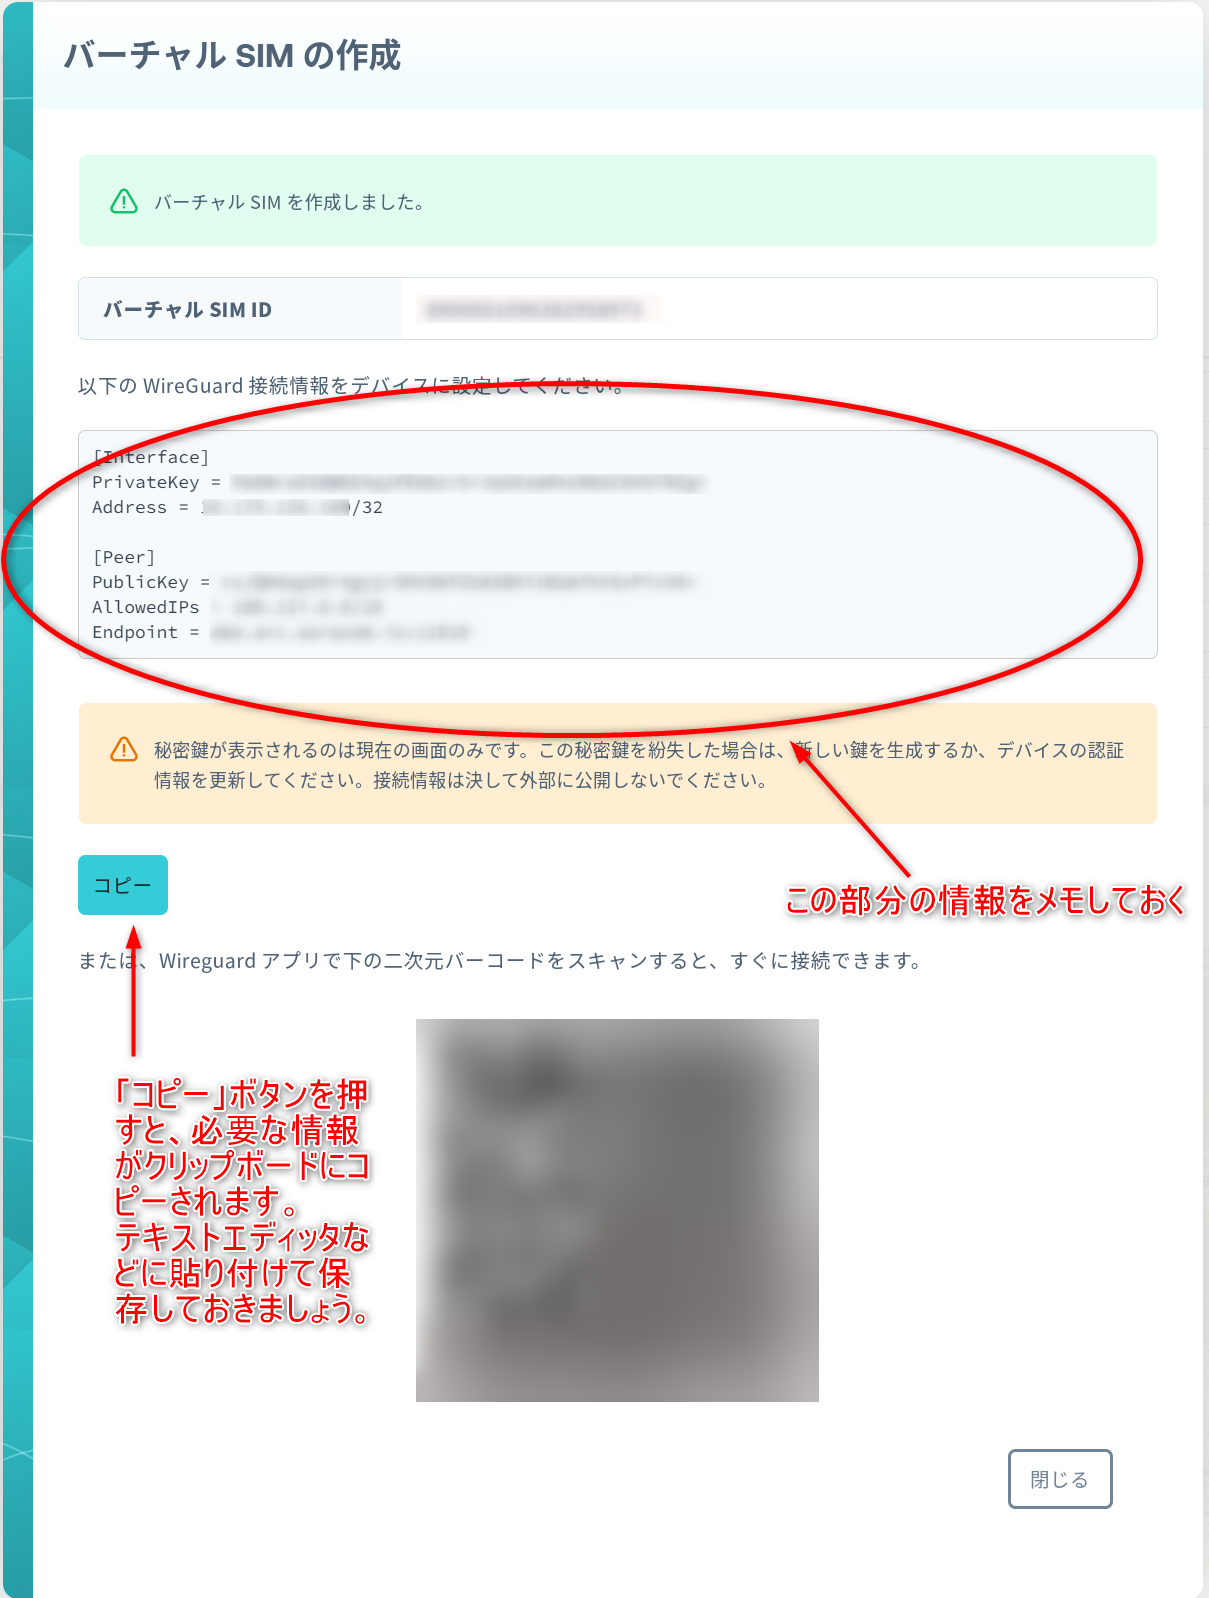 バーチャル SIM の作成
バーチャル SIM を作成しました。
バーチャル SIM ID
以下の WireGuard 接続情報をデバイスに設定してください。
[Interface]
PrivateKey =
Address = /32
[Peer]
PublicKey =
AllowedIPs
Endpoint =
秘密鍵が表示されるのは現在の画面のみです。この秘密鍵を紛失した場合は、新しい鍵を生成するか、デバイスの認証
情報を更新してください。接続情報は決して外部に公開しないでください。
コピー
この部分の情報をメモしておく
または、Wireguard アプリで下の二次元バーコードをスキャンすると、すぐに接続できます。
「コピー」ボタンを押
すと、必要な情報
がクリップボードにコ
ピーされます。
テキストエディッタな
どに貼り付けて保
存しておきましょう。
閉じる